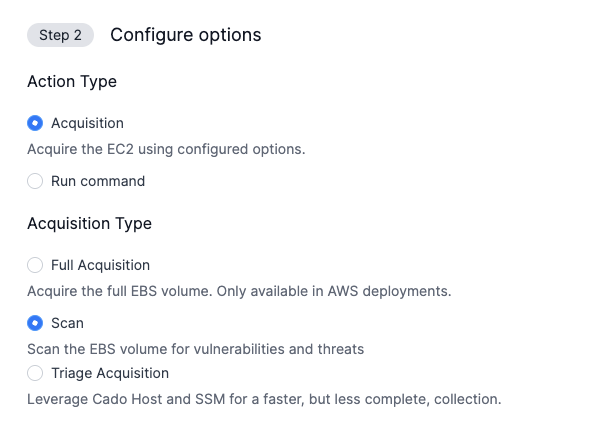 Step 2 Configure options
Action Type
Acquisition
Acquire the EC2 using configured options.
Run command
Acquisition Type
Full Acquisition
Acquire the full EBS volume. Only available in AWS deployments.
Scan
Scan the EBS volume for vulnerabilities and threats
Triage Acquisition
Leverage Cado Host and SSM for a faster, but less complete, collection.